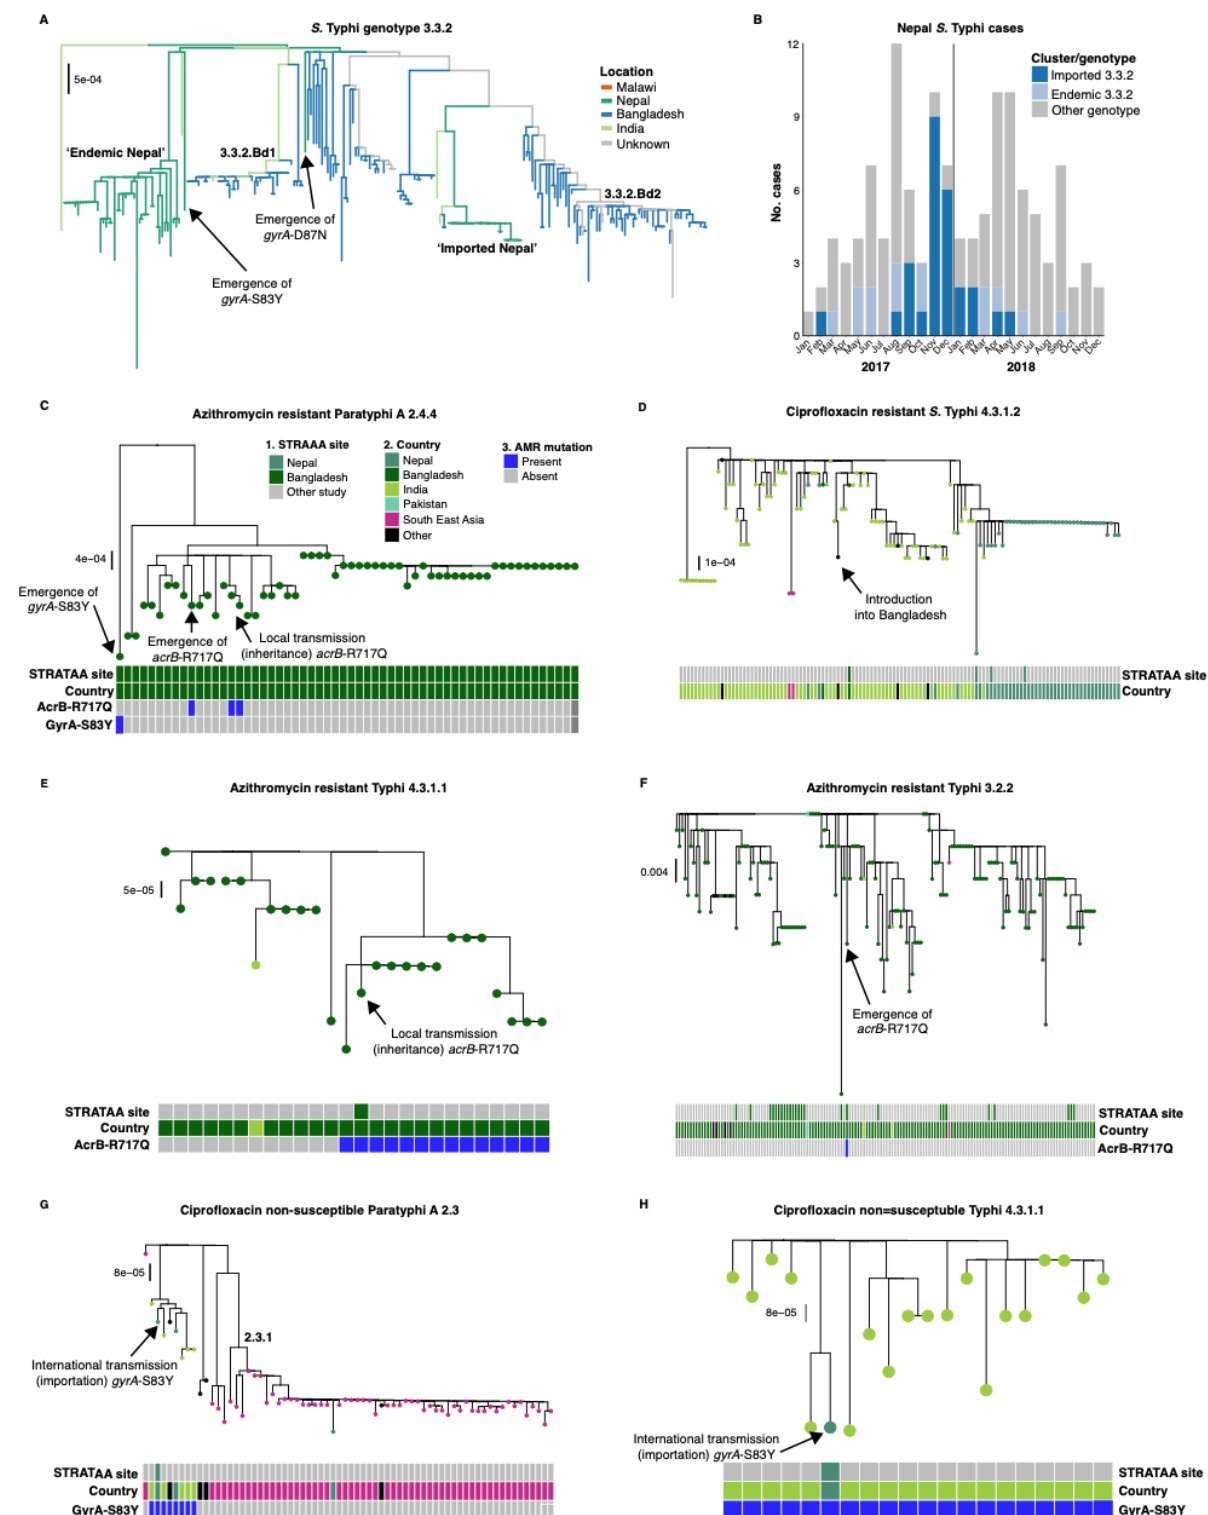 A
S. Typhi genotype 3.3.2
5e-04
Location
Malawi
Nepal
Bangladesh
India
Unknown
'Endemic Nepal'
3.3.2.Bd1
3.3.2.Bd2
Emergence of
gyrA-D87N
'Imported Nepal'
Emergence of
gyrA-S83Y
B
Nepal S. Typhi cases
Cluster/genotype
Imported 3.3.2
Endemic 3.3.2
Other genotype
No. cases
12
9
6
3
0
Jan Feb Mar Apr May Jun Jul Aug Sep Oct Nov Dec Jan Feb Mar Apr May Jun Jul Aug Sep Oct Nov Dec
2017 2018
C
Azithromycin resistant Paratyphi A 2.4.4
1. STRAAA site
Nepal
Bangladesh
Other study
2. Country
Nepal
Bangladesh
India
Pakistan
South East Asia
Other
3. AMR mutation
Present
Absent
4e-04
Emergence of
gyrA-S83Y
Emergence of
acrB-R717Q
Local transmission
(inheritance) acrB-R717Q
STRATAA site
Country
AcrB-R717Q
GyrA-S83Y
D
Ciprofloxacin resistant S. Typhi 4.3.1.2
1e-04
Introduction
into Bangladesh
STRATAA site
Country
E
Azithromycin resistant Typhi 4.3.1.1
5e-05
Local transmission
(inheritance) acrB-R717Q
STRATAA site
Country
AcrB-R717Q
F
Azithromycin resistant Typhi 3.2.2
0.004
Emergence of
acrB-R717Q
STRATAA site
Country
AcrB-R717Q
G
Ciprofloxacin non-susceptible Paratyphi A 2.3
8e-05
2.3.1
International transmission
(importation) gyrA-S83Y
STRATAA site
Country
GyrA-S83Y
H
Ciprofloxacin non=susceptuble Typhi 4.3.1.1
8e-05
International transmission
(importation) gyrA-S83Y
STRATAA site
Country
GyrA-S83Y